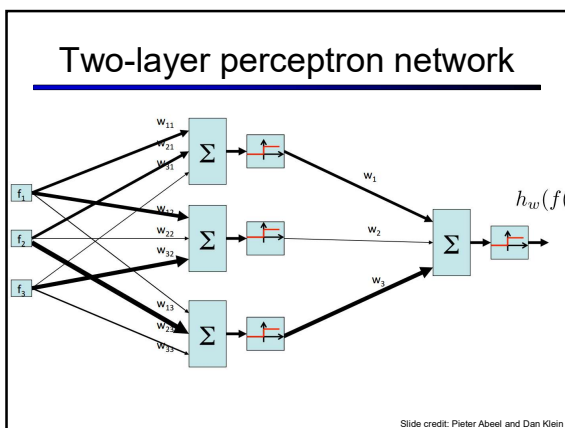 Two-layer perceptron network
w₁₁
w₂₁
w₃₁
Σ
w₁
f₁
h_w(f(
w₁₂
w₂₂
w₃₂
Σ
w₂
Σ
f₂
w₃
f₃
w₁₃
w₂₃
w₃₃
Σ
Slide credit: Pieter Abeel and Dan Klein